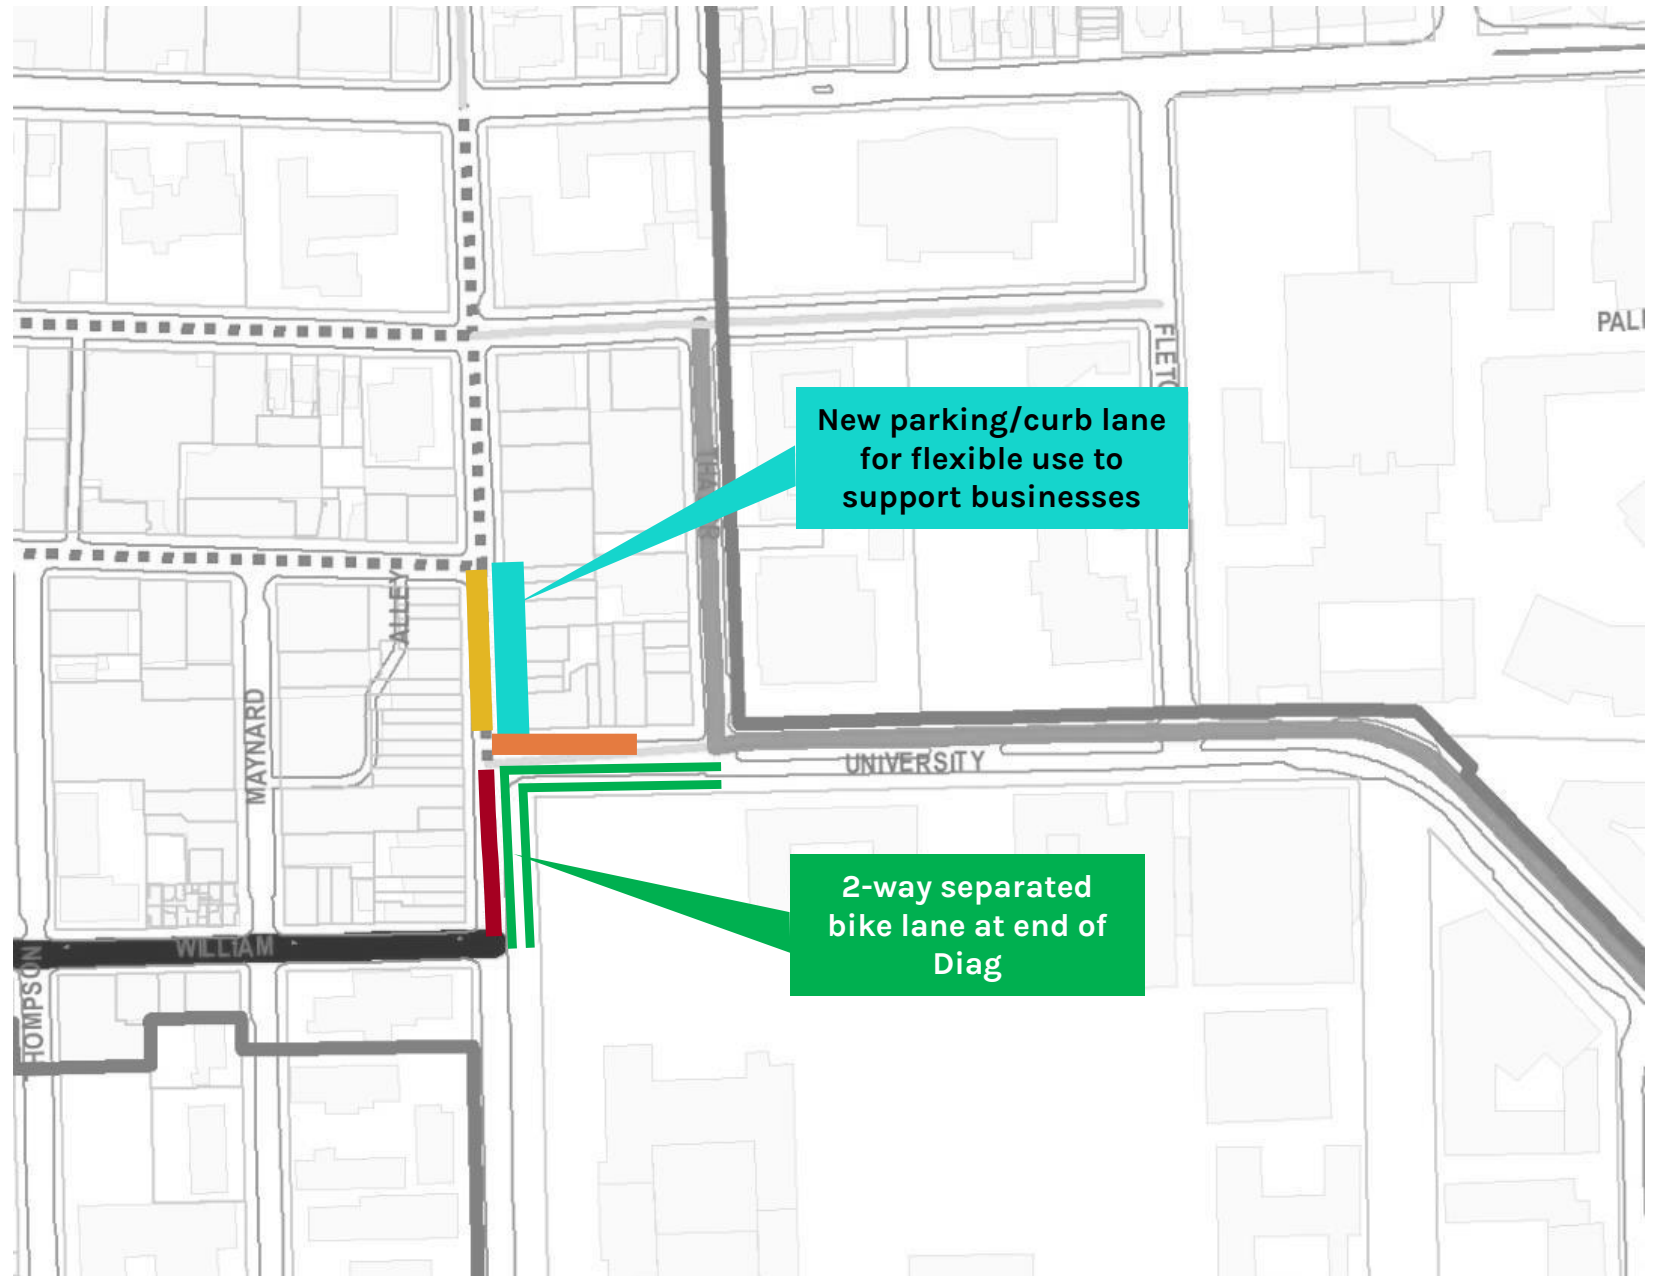 PAL
FLETC
New parking/curb lane
for flexible use to
support businesses
ALLEY
MAYNARD
UNIVERSITY
2-way separated
bike lane at end of
Diag
WILLIAM
HOMPSON